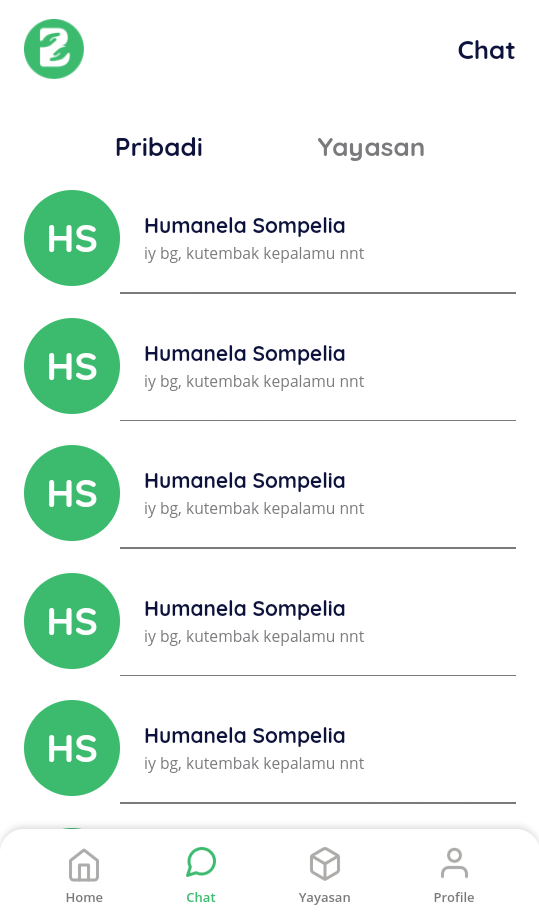 Chat
Pribadi Yayasan
HS
Humanela Sompelia
iy bg, kutembak kepalamu nnt
HS
Humanela Sompelia
iy bg, kutembak kepalamu nnt
HS
Humanela Sompelia
iy bg, kutembak kepalamu nnt
HS
Humanela Sompelia
iy bg, kutembak kepalamu nnt
HS
Humanela Sompelia
iy bg, kutembak kepalamu nnt
Home Chat Yayasan Profile